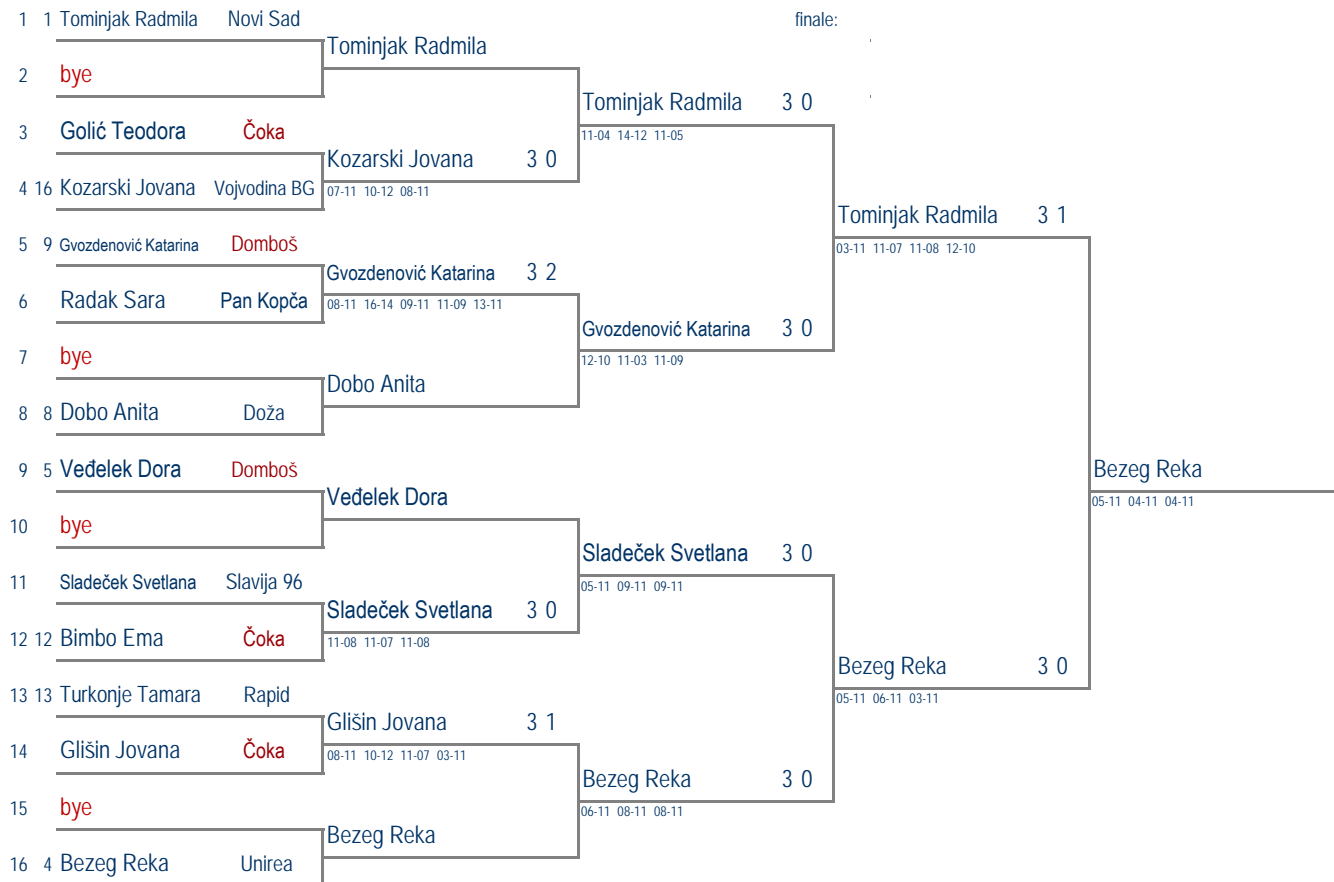 1 1 Tominjak Radmila Novi Sad finale:
Tominjak Radmila
2 bye
Tominjak Radmila 3 0
3 Golić Teodora Čoka 11-04 14-12 11-05
Kozarski Jovana 3 0
4 16 Kozarski Jovana Vojvodina BG 07-11 10-12 08-11
Tominjak Radmila 3 1
5 9 Gvozdenović Katarina Domboš 03-11 11-07 11-08 12-10
Gvozdenović Katarina 3 2
6 Radak Sara Pan Kopča 08-11 16-14 09-11 11-09 13-11
Gvozdenović Katarina 3 0
7 bye 12-10 11-03 11-09
Dobo Anita
8 8 Dobo Anita Doža
9 5 Veđelek Dora Domboš Bezeg Reka
Veđelek Dora 05-11 04-11 04-11
10 bye
Sladeček Svetlana 3 0
11 Sladeček Svetlana Slavija 96 05-11 09-11 09-11
Sladeček Svetlana 3 0
12 12 Bimbo Ema Čoka 11-08 11-07 11-08
Bezeg Reka 3 0
13 13 Turkonje Tamara Rapid 05-11 06-11 03-11
Glišin Jovana 3 1
14 Glišin Jovana Čoka 08-11 10-12 11-07 03-11
Bezeg Reka 3 0
15 bye 06-11 08-11 08-11
Bezeg Reka
16 4 Bezeg Reka Unirea